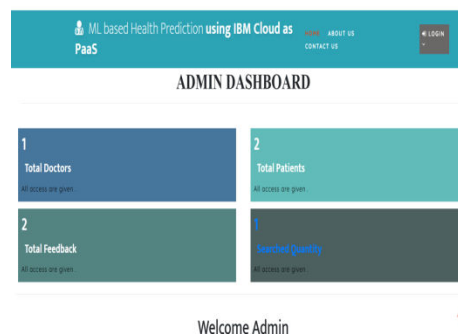 ML based Health Prediction using IBM Cloud as PaaS
HOME ABOUT US
CONTACT US
LOGIN
ADMIN DASHBOARD
1
Total Doctors
All access are given
2
Total Patients
All access are given
2
Total Feedback
All access are given
1
Searched Quantity
All access are given
Welcome Admin